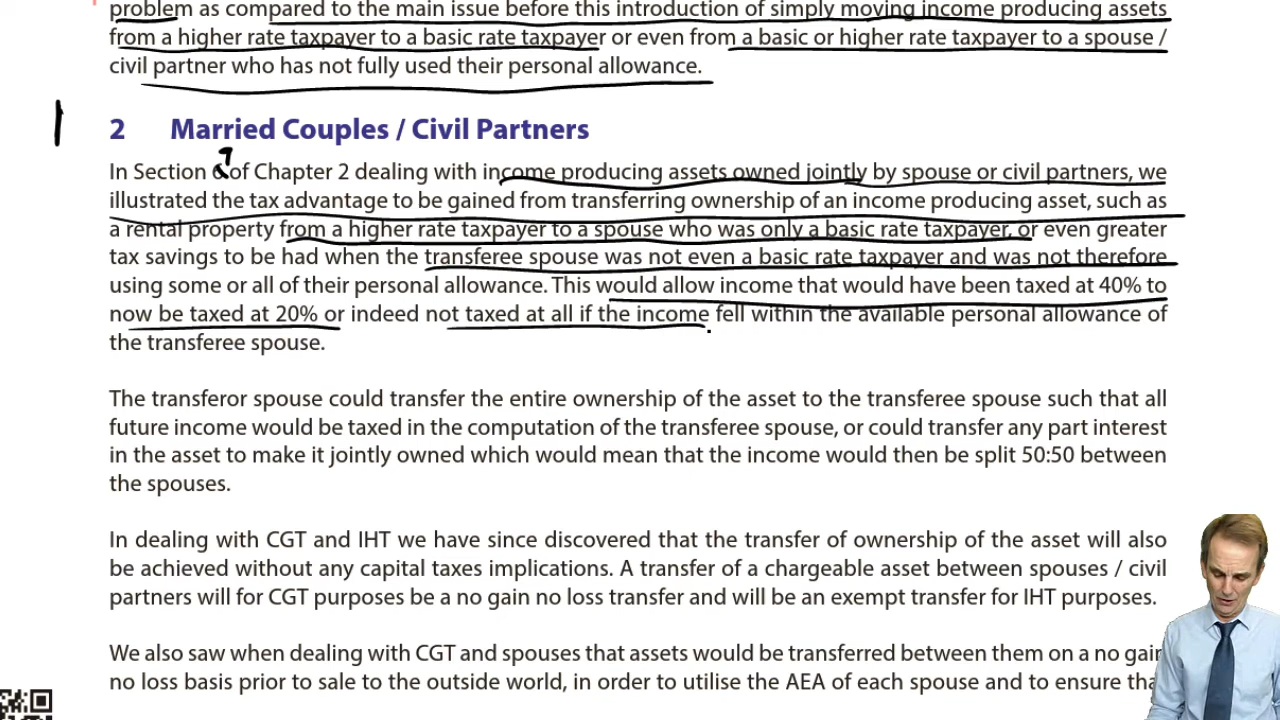 problem as compared to the main issue before this introduction of simply moving income producing assets
from a higher rate taxpayer to a basic rate taxpayer or even from a basic or higher rate taxpayer to a spouse /
civil partner who has not fully used their personal allowance.
2 Married Couples / Civil Partners
In Section 7 of Chapter 2 dealing with income producing assets owned jointly by spouse or civil partners, we
illustrated the tax advantage to be gained from transferring ownership of an income producing asset, such as
a rental property from a higher rate taxpayer to a spouse who was only a basic rate taxpayer, or even greater
tax savings to be had when the transferee spouse was not even a basic rate taxpayer and was not therefore
using some or all of their personal allowance. This would allow income that would have been taxed at 40% to
now be taxed at 20% or indeed not taxed at all if the income fell within the available personal allowance of
the transferee spouse.
The transferor spouse could transfer the entire ownership of the asset to the transferee spouse such that all
future income would be taxed in the computation of the transferee spouse, or could transfer any part interest
in the asset to make it jointly owned which would mean that the income would then be split 50:50 between
the spouses.
In dealing with CGT and IHT we have since discovered that the transfer of ownership of the asset will also
be achieved without any capital taxes implications. A transfer of a chargeable asset between spouses / civil
partners will for CGT purposes be a no gain no loss transfer and will be an exempt transfer for IHT purposes.
We also saw when dealing with CGT and spouses that assets would be transferred between them on a no gain
no loss basis prior to sale to the outside world, in order to utilise the AEA of each spouse and to ensure tha